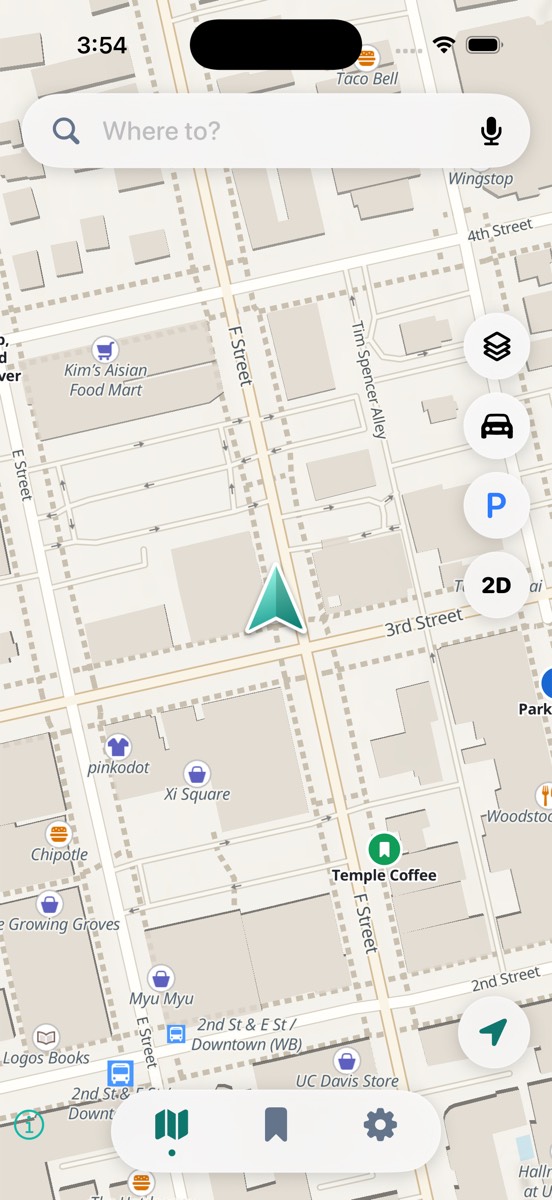 3:54
Taco Bell
Where to?
Wingstop
4th Street
Kim's Aisian
Food Mart
E Street
Tim Spencer Alley
E Street
P
2D
3rd Street
Park
pinkodot
Xi Square
Chipotle
Temple Coffee
Growing Groves
E Street
Myu Myu
2nd Street
2nd St & E St /
Downtown (WB)
E Street
Logos Books
UC Davis Store
2nd St & E St
Downt
at U